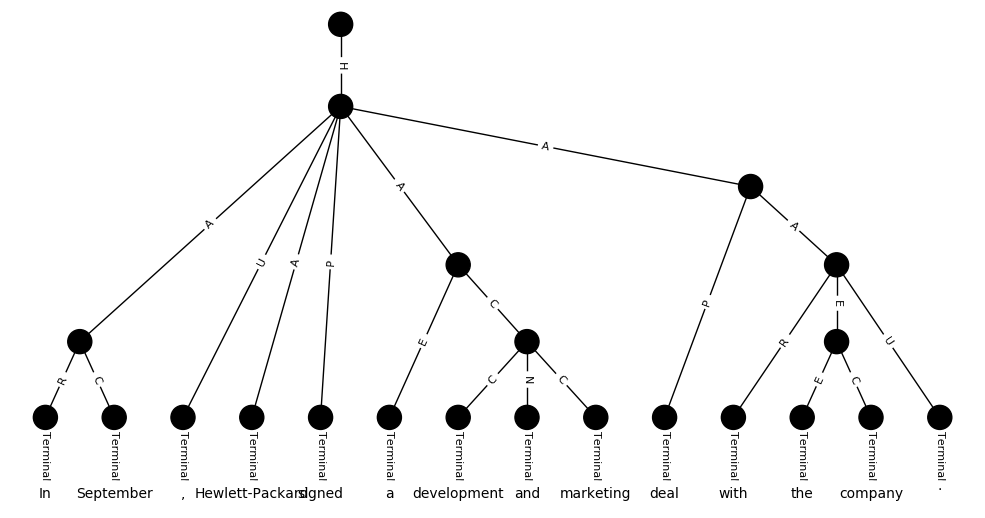 H
A
A
A
U
A
P
A
C
E
P
E
R
U
R
C
C
N
C
E
C
Terminal Terminal Terminal Terminal Terminal Terminal Terminal Terminal Terminal Terminal Terminal Terminal Terminal Terminal
In September , Hewlett-Packard signed a development and marketing deal with the company .